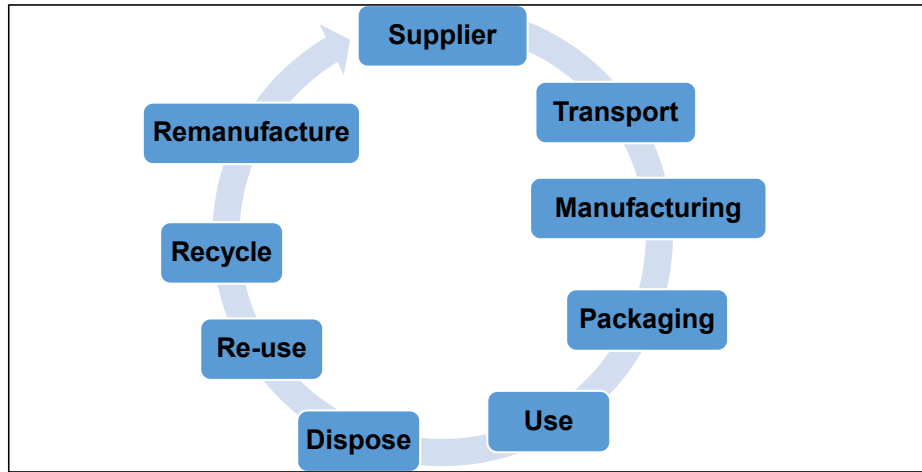 Supplier
Transport
Manufacturing
Packaging
Use
Dispose
Re-use
Recycle
Remanufacture